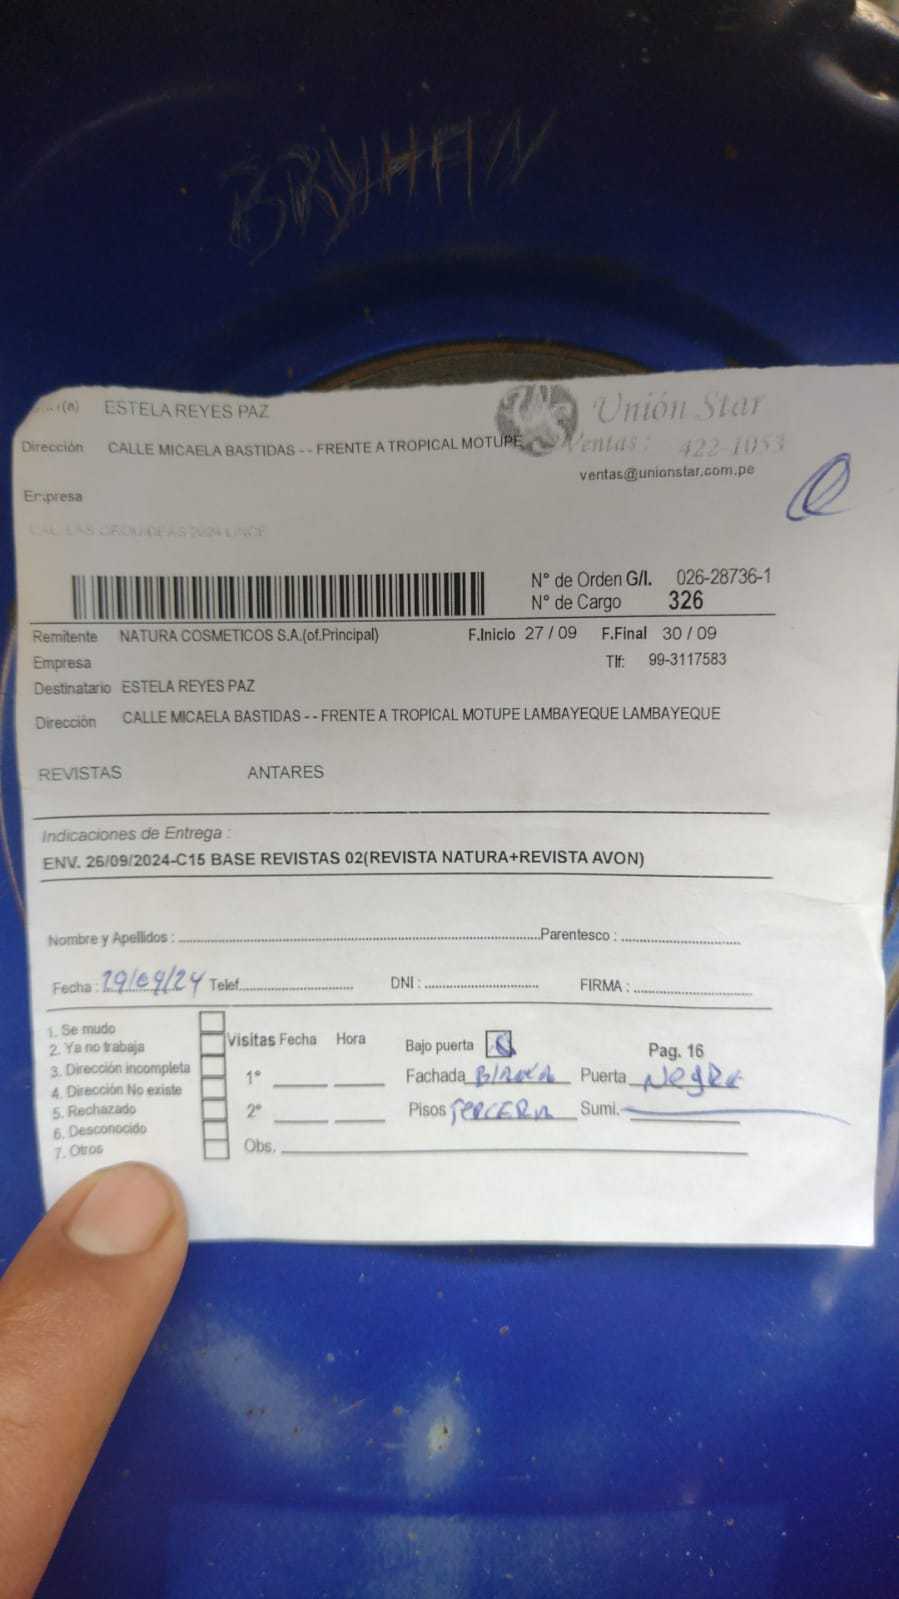 BRYHAN
(a) ESTELA REYES PAZ
Dirección CALLE MICAELA BASTIDAS - - FRENTE A TROPICAL MOTUPE
Empresa
CAL. LAS ORQUIDEAS 2024 LINCE
Unión Star
Ventas: 422-1053
ventas@unionstar.com.pe
N° de Orden G/I. 026-28736-1
N° de Cargo 326
Remitente NATURA COSMETICOS S.A.(of.Principal) F.Inicio 27 / 09 F.Final 30 / 09
Empresa Tlf: 99-3117583
Destinatario ESTELA REYES PAZ
Dirección CALLE MICAELA BASTIDAS - - FRENTE A TROPICAL MOTUPE LAMBAYEQUE LAMBAYEQUE
REVISTAS ANTARES
Indicaciones de Entrega :
ENV. 26/09/2024-C15 BASE REVISTAS 02(REVISTA NATURA+REVISTA AVON)
Nombre y Apellidos : Parentesco :
Fecha : 29/09/24 Telef. DNI : FIRMA :
1. Se mudo
2. Ya no trabaja
3. Dirección incompleta
4. Dirección No existe
5. Rechazado
6. Desconocido
7. Otros
Visitas Fecha Hora
1°
2°
Obs.
Bajo puerta Pag. 16
Fachada BLANCA Puerta Negra
Pisos TERCERA Sumi.